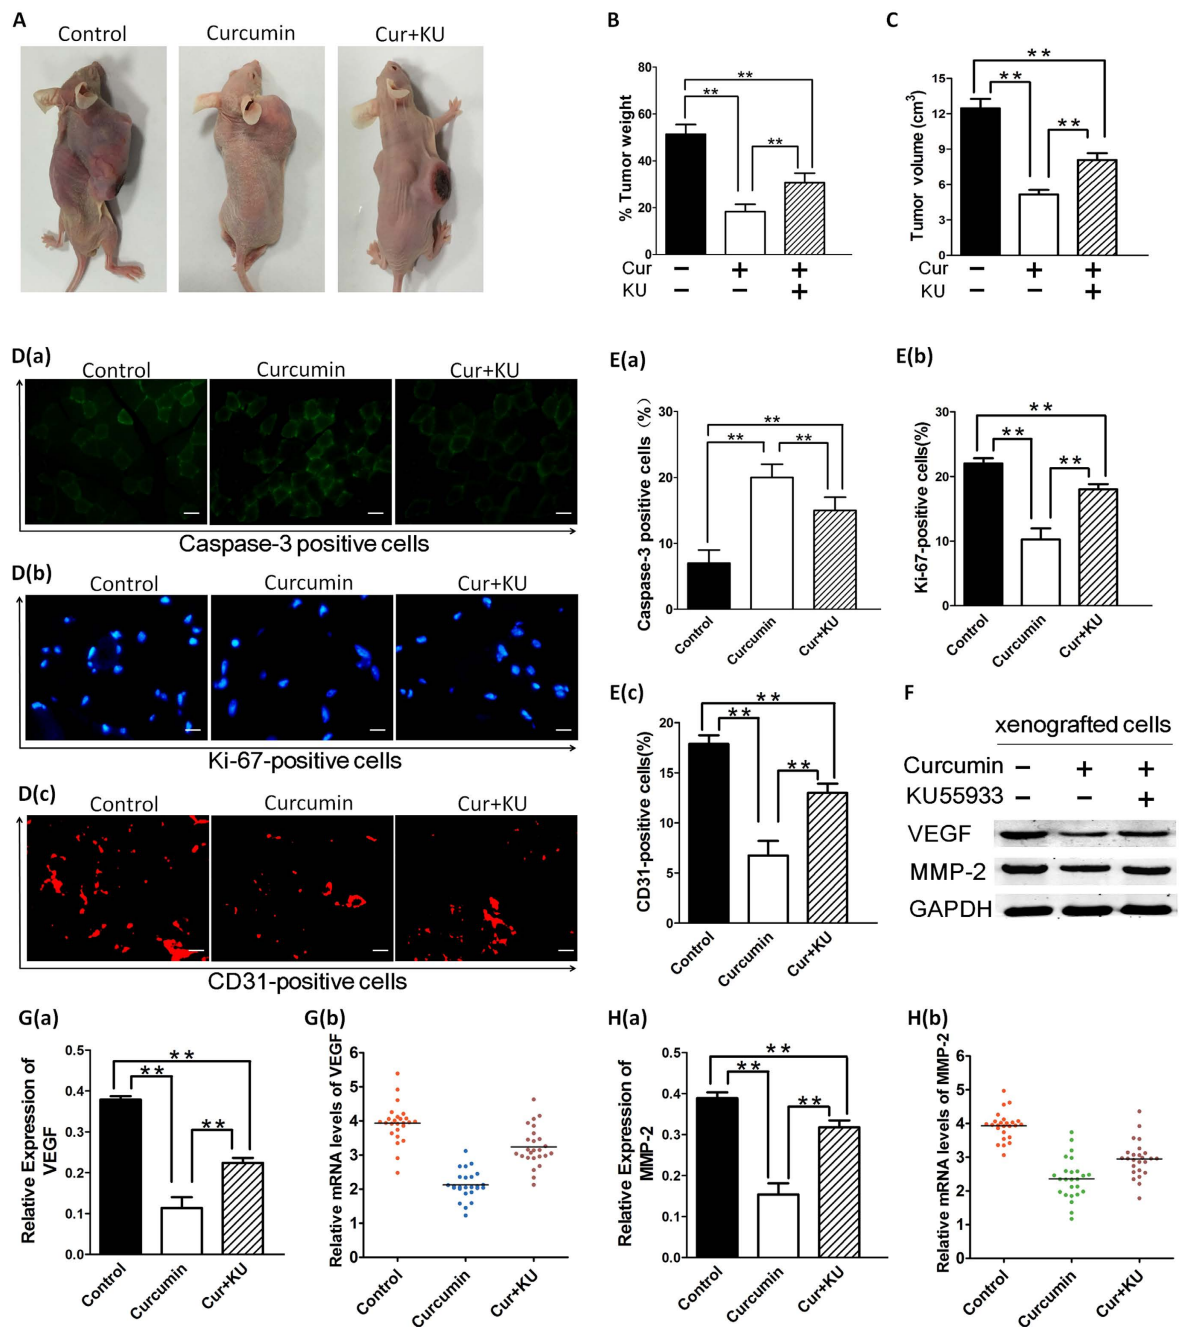 A
Control
Curcumin
Cur+KU
B
% Tumor weight
80
60
40
20
0
**
**
**
Cur
− + +
KU
− − +
C
Tumor volume (cm³)
15
12
9
6
3
0
**
**
**
Cur
− + +
KU
− − +
D(a)
Control
Curcumin
Cur+KU
Caspase-3 positive cells
D(b)
Control
Curcumin
Cur+KU
Ki-67-positive cells
D(c)
Control
Curcumin
Cur+KU
CD31-positive cells
E(a)
Caspase-3 positive cells (%)
30
20
10
0
**
**
**
Control
Curcumin
Cur+KU
E(b)
Ki-67-positive cells(%)
30
20
10
0
**
**
**
Control
Curcumin
Cur+KU
E(c)
CD31-positive cells(%)
20
15
10
5
0
**
**
**
Control
Curcumin
Cur+KU
F
xenografted cells
Curcumin − + +
KU55933 − − +
VEGF
MMP-2
GAPDH
G(a)
Relative Expression of
VEGF
0.5
0.4
0.3
0.2
0.1
0.0
**
**
**
Control
Curcumin
Cur+KU
G(b)
Relative mRNA levels of VEGF
6
5
4
3
2
1
0
Control
Curcumin
Cur+KU
H(a)
Relative Expression of
MMP-2
0.5
0.4
0.3
0.2
0.1
0.0
**
**
**
Control
Curcumin
Cur+KU
H(b)
Relative mRNA levels of MMP-2
6
5
4
3
2
1
0
Control
Curcumin
Cur+KU